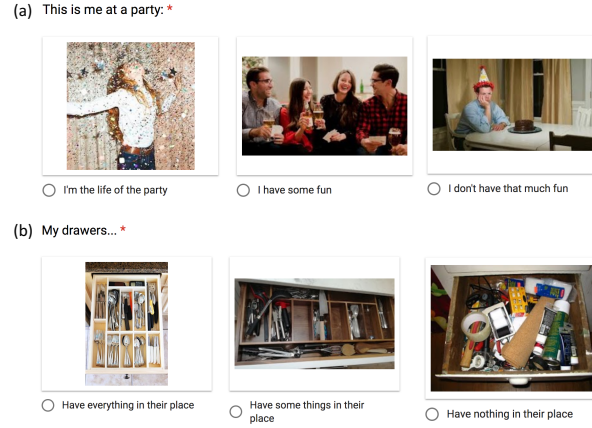 (a) This is me at a party: *
I'm the life of the party
I have some fun
I don't have that much fun
(b) My drawers... *
Have everything in their place
Have some things in their
place
Have nothing in their place